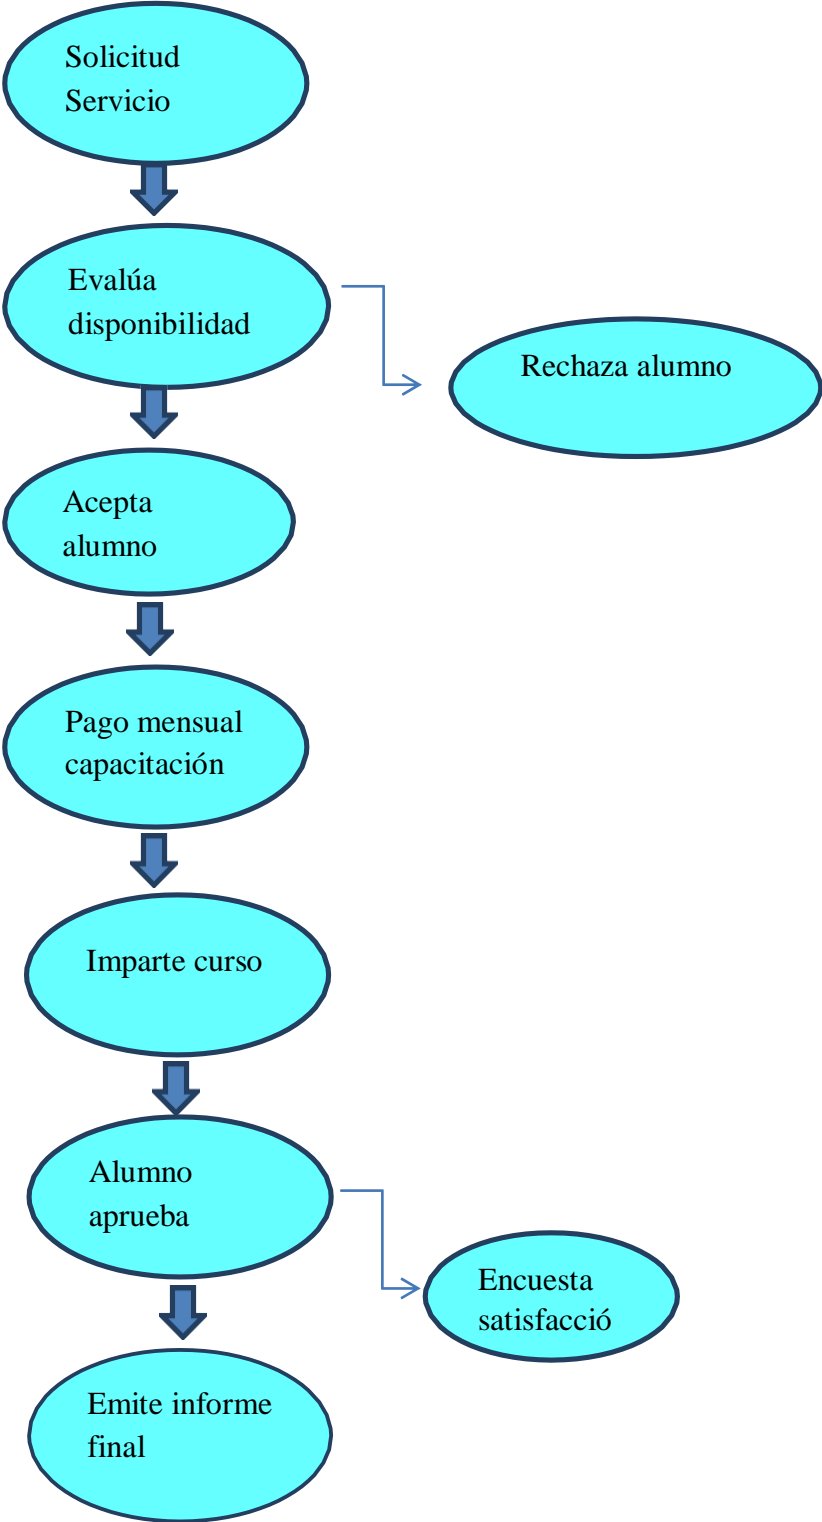 Solicitud
Servicio
Evalúa
disponibilidad
Rechaza alumno
Acepta
alumno
Pago mensual
capacitación
Imparte curso
Alumno
aprueba
Encuesta
satisfacció
Emite informe
final